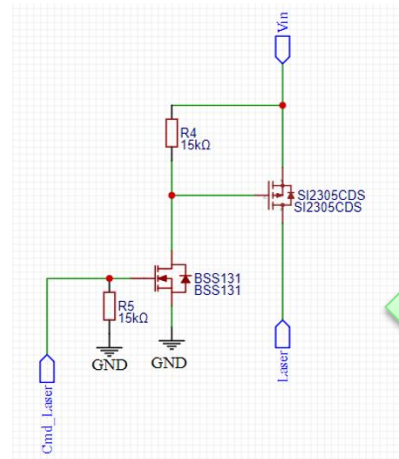 Vin
R4
15kΩ
SI2305CDS
SI2305CDS
BSS131
BSS131
R5
15kΩ
GND
GND
Laser
Cmd_Laser